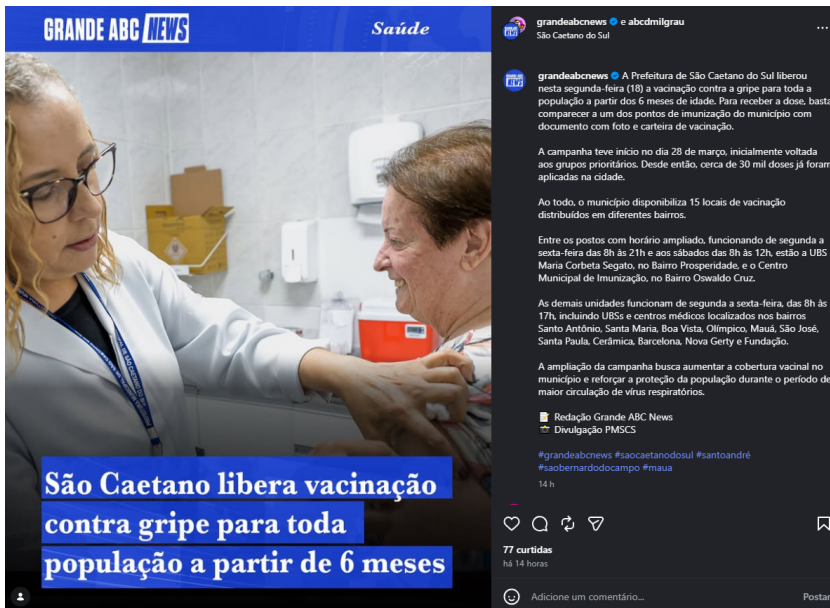 GRANDE ABC NEWS
Saúde
São Caetano libera vacinação
contra gripe para toda
população a partir de 6 meses
grandeabcnews e abcdmilgrau
São Caetano do Sul
grandeabcnews A Prefeitura de São Caetano do Sul liberou
nesta segunda-feira (18) a vacinação contra a gripe para toda a
população a partir dos 6 meses de idade. Para receber a dose, basta
comparecer a um dos pontos de imunização do município com
documento com foto e carteira de vacinação.
A campanha teve início no dia 28 de março, inicialmente voltada
aos grupos prioritários. Desde então, cerca de 30 mil doses já foram
aplicadas na cidade.
Ao todo, o município disponibiliza 15 locais de vacinação
distribuídos em diferentes bairros.
Entre os postos com horário ampliado, funcionando de segunda a
sexta-feira das 8h às 21h e aos sábados das 8h às 12h, estão a UBS
Maria Corbeta Segato, no Bairro Prosperidade, e o Centro
Municipal de Imunização, no Bairro Oswaldo Cruz.
As demais unidades funcionam de segunda a sexta-feira, das 8h às
17h, incluindo UBSs e centros médicos localizados nos bairros
Santo Antônio, Santa Maria, Boa Vista, Olímpico, Mauá, São José,
Santa Paula, Cerâmica, Barcelona, Nova Gerty e Fundação.
A ampliação da campanha busca aumentar a cobertura vacinal no
município e reforçar a proteção da população durante o período de
maior circulação de vírus respiratórios.
Redação Grande ABC News
Divulgação PMSCS
#grandeabcnews #saocaetanodosul #santoandré
#saobernardodocampo #maua
14 h
77 curtidas
há 14 horas
Adicione um comentário...
Postar